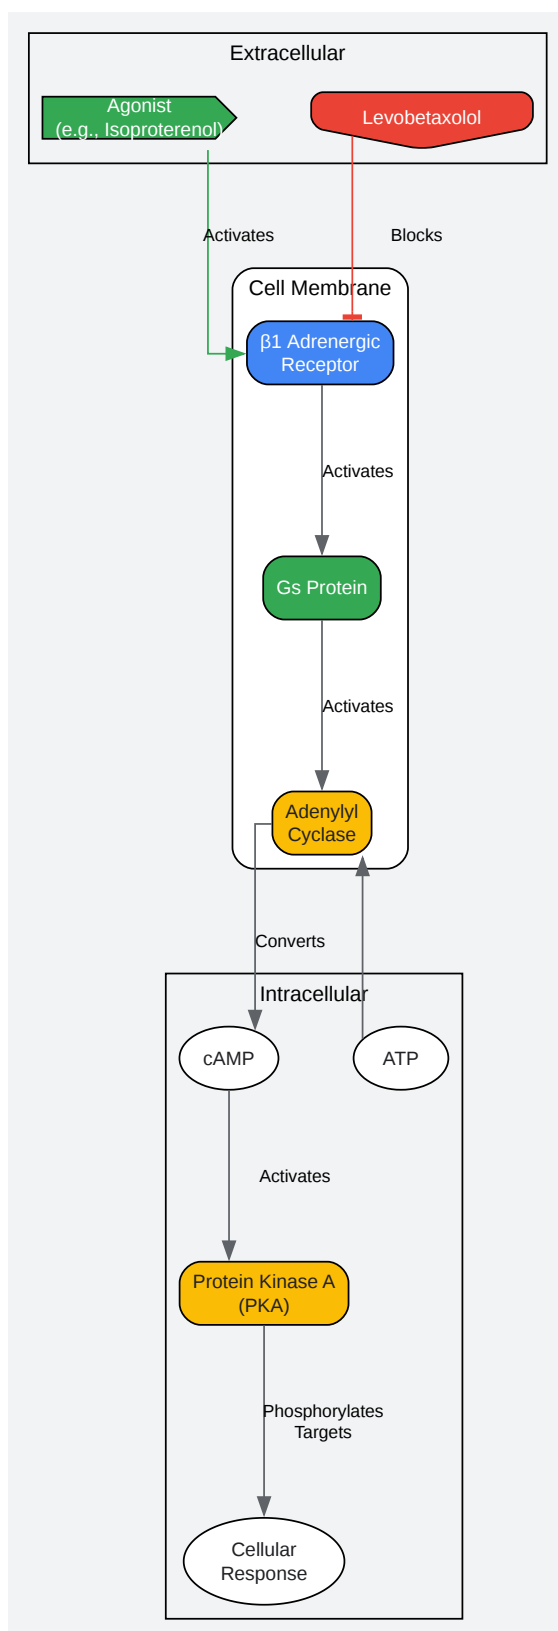 Extracellular
Agonist
(e.g., Isoproterenol)
Levobetaxolol
Activates
Blocks
Cell Membrane
β1 Adrenergic
Receptor
Activates
Gs Protein
Activates
Adenylyl
Cyclase
Converts
Intracellular
cAMP
ATP
Activates
Protein Kinase A
(PKA)
Phosphorylates
Targets
Cellular
Response